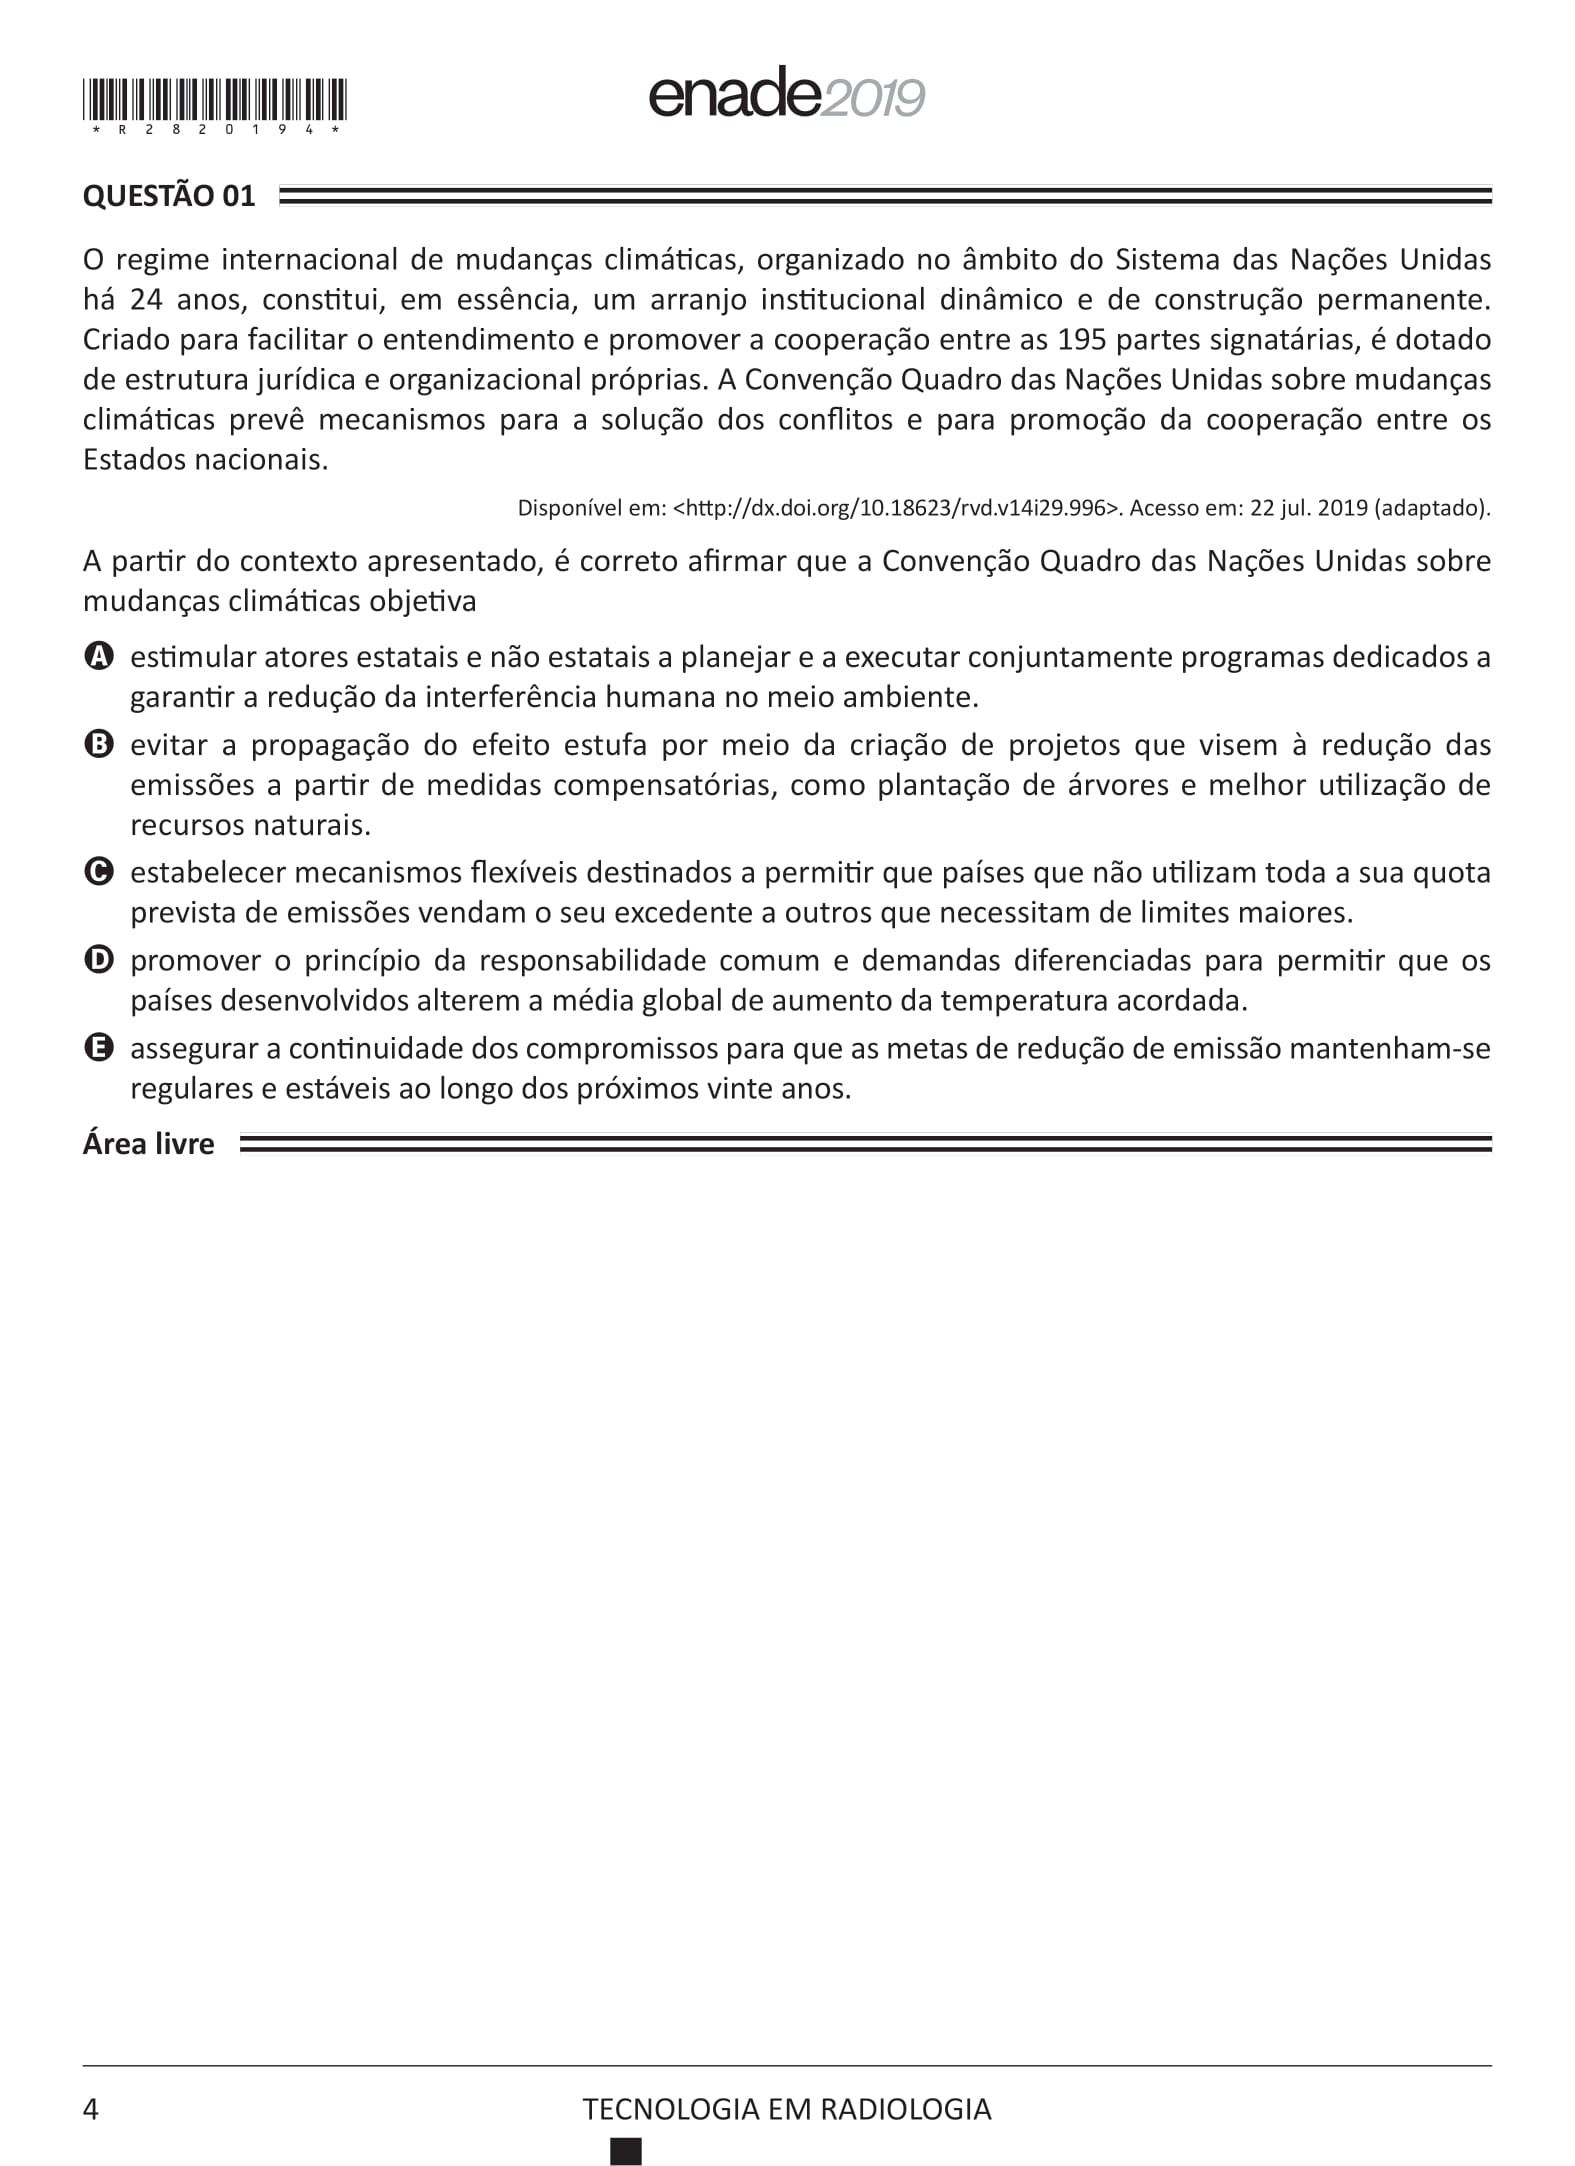 *R2820194*
enade2019
QUESTÃO 01
O regime internacional de mudanças climáticas, organizado no âmbito do Sistema das Nações Unidas
há 24 anos, constitui, em essência, um arranjo institucional dinâmico e de construção permanente.
Criado para facilitar o entendimento e promover a cooperação entre as 195 partes signatárias, é dotado
de estrutura jurídica e organizacional próprias. A Convenção Quadro das Nações Unidas sobre mudanças
climáticas prevê mecanismos para a solução dos conflitos e para promoção da cooperação entre os
Estados nacionais.
Disponível em: <http://dx.doi.org/10.18623/rvd.v14i29.996>. Acesso em: 22 jul. 2019 (adaptado).
A partir do contexto apresentado, é correto afirmar que a Convenção Quadro das Nações Unidas sobre
mudanças climáticas objetiva
A estimular atores estatais e não estatais a planejar e a executar conjuntamente programas dedicados a
garantir a redução da interferência humana no meio ambiente.
B evitar a propagação do efeito estufa por meio da criação de projetos que visem à redução das
emissões a partir de medidas compensatórias, como plantação de árvores e melhor utilização de
recursos naturais.
C estabelecer mecanismos flexíveis destinados a permitir que países que não utilizam toda a sua quota
prevista de emissões vendam o seu excedente a outros que necessitam de limites maiores.
D promover o princípio da responsabilidade comum e demandas diferenciadas para permitir que os
países desenvolvidos alterem a média global de aumento da temperatura acordada.
E assegurar a continuidade dos compromissos para que as metas de redução de emissão mantenham-se
regulares e estáveis ao longo dos próximos vinte anos.
Área livre
4
TECNOLOGIA EM RADIOLOGIA